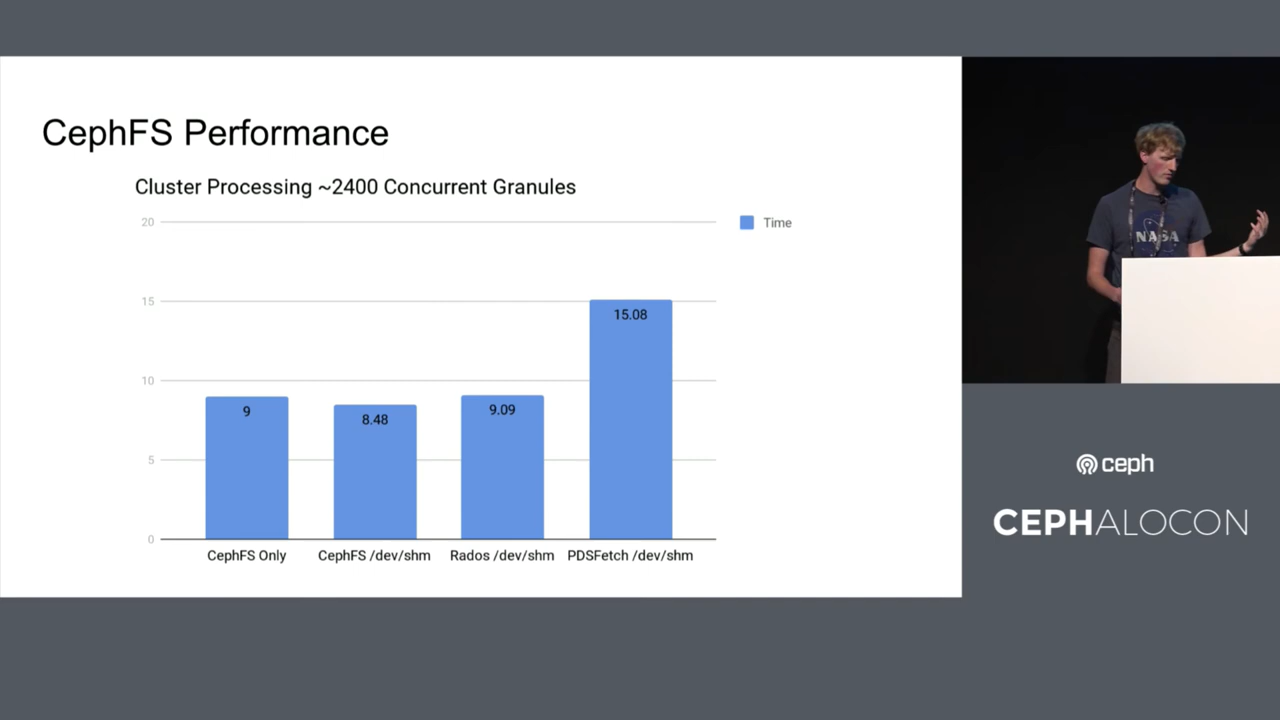 CephFS Performance
Cluster Processing ~2400 Concurrent Granules
20
15
10
5
0
Time
9
8.48
9.09
15.08
CephFS Only
CephFS /dev/shm
Rados /dev/shm
PDSFetch /dev/shm
NASA
ceph
CEPHALOCON